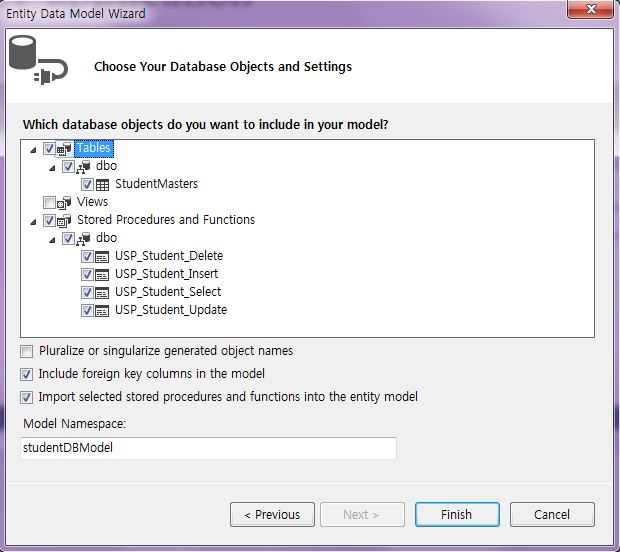 Entity Data Model Wizard
Choose Your Database Objects and Settings
Which database objects do you want to include in your model?
Tables
dbo
StudentMasters
Views
Stored Procedures and Functions
dbo
USP_Student_Delete
USP_Student_Insert
USP_Student_Select
USP_Student_Update
Pluralize or singularize generated object names
Include foreign key columns in the model
Import selected stored procedures and functions into the entity model
Model Namespace:
studentDBModel
< Previous Next > Finish Cancel